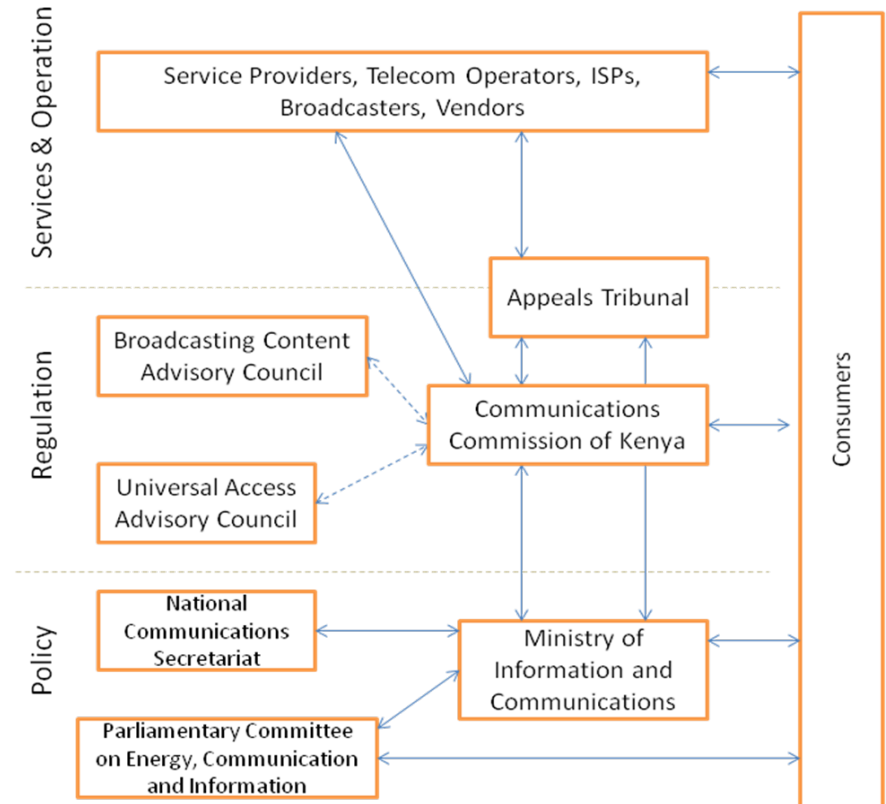 Services & Operation
Service Providers, Telecom Operators, ISPs,
Broadcasters, Vendors
Appeals Tribunal
Regulation
Broadcasting Content
Advisory Council
Communications
Commission of Kenya
Universal Access
Advisory Council
Policy
National
Communications
Secretariat
Ministry of
Information and
Communications
Parliamentary Committee
on Energy, Communication
and Information
Consumers